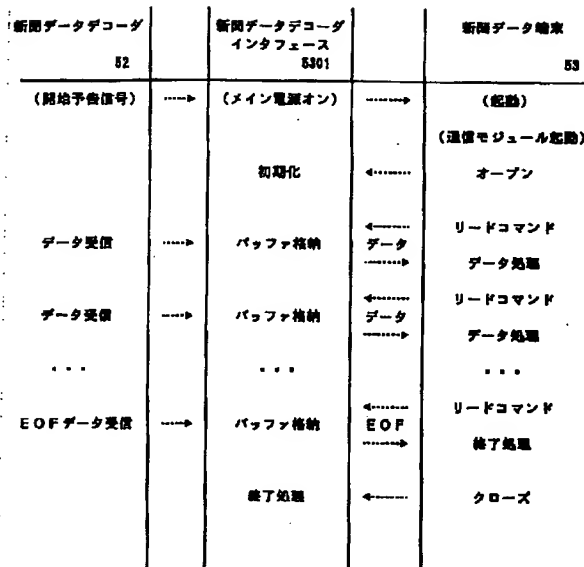 新聞データデコーダ 新聞データデコーダ 新聞データ端末
インタフェース
52 5301 53
(開始予告信号) (メイン電源オン) (起動)
(通信モジュール起動)
初期化 オープン
リードコマンド
データ受信 バッファ格納 データ
データ処理
リードコマンド
データ受信 バッファ格納 データ
データ処理
・・・ ・・・ ・・・
リードコマンド
EOFデータ受信 バッファ格納 EOF
終了処理
終了処理 クローズ